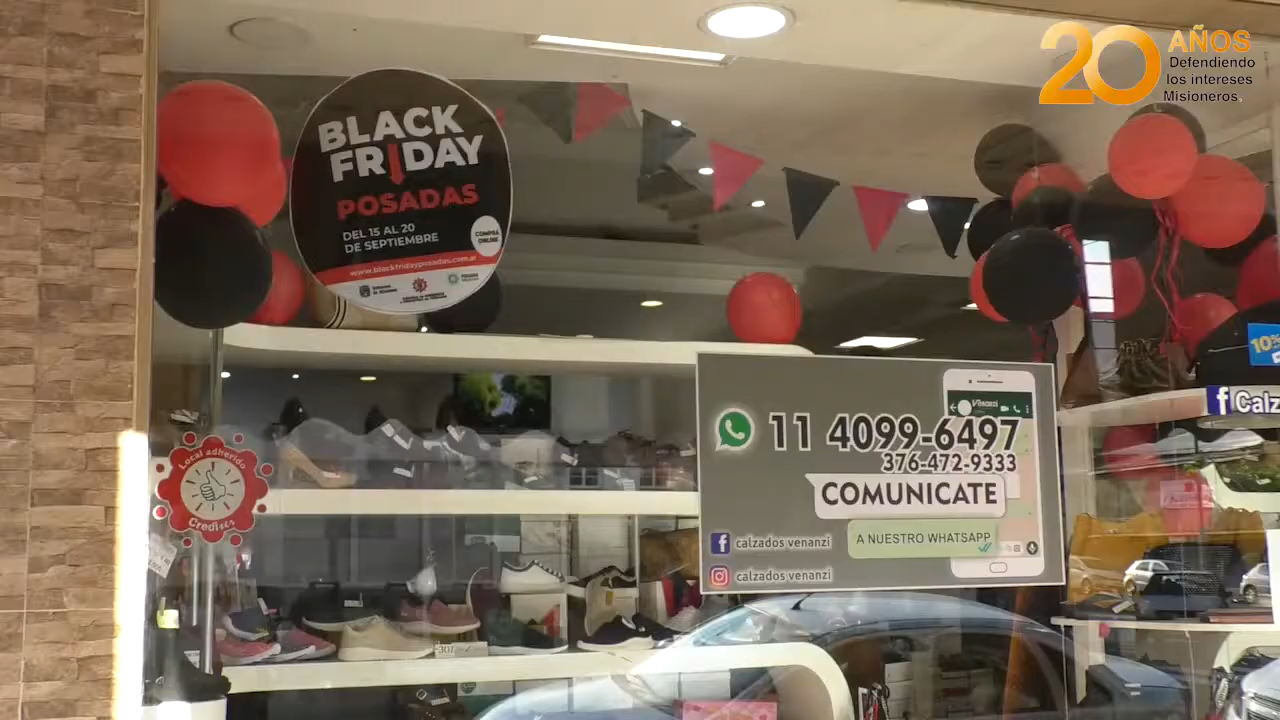 20 AÑOS
Defendiendo
los intereses
Misioneros.
BLACK
FRIDAY
POSADAS
DEL 15 AL 20
DE SEPTIEMBRE
COMPRA
ONLINE
www.blackfridayposadas.com.ar
Local adherido
Venanzi
11 4099-6497
376-472-9333
COMUNICATE
A NUESTRO WHATSAPP
calzados venanzi
calzados venanzi
10%
f Calz